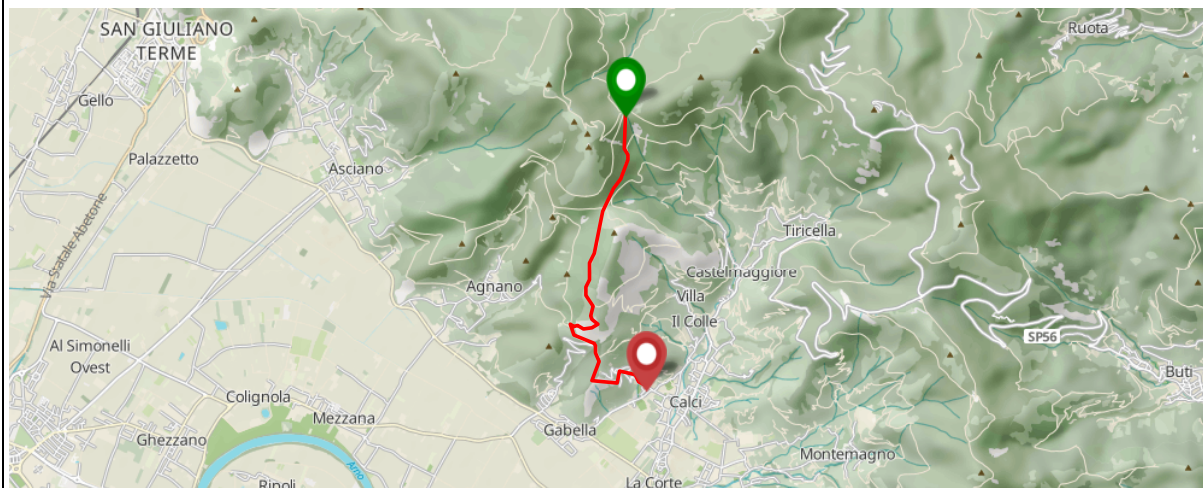 SAN GIULIANO
TERME
Ruota
Gello
Palazzetto
Asciano
Via Statale Abetone
Tiricella
Castelmaggiore
Agnano
Villa
Il Colle
SP56
Al Simonelli
Ovest
Buti
Colignola
Calci
Mezzana
Gabella
Ghezzano
Montemagno
Arno
La Corte
Ripoli